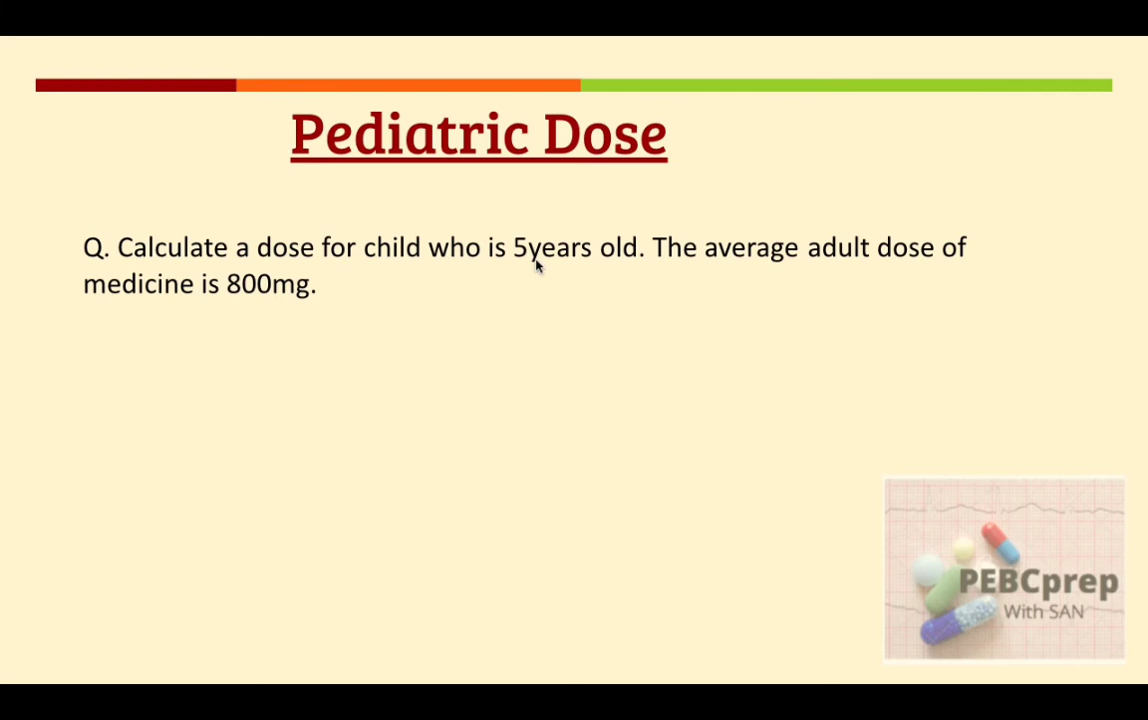 Pediatric Dose
Q. Calculate a dose for child who is 5years old. The average adult dose of
medicine is 800mg.
PEBCprep
With SAN